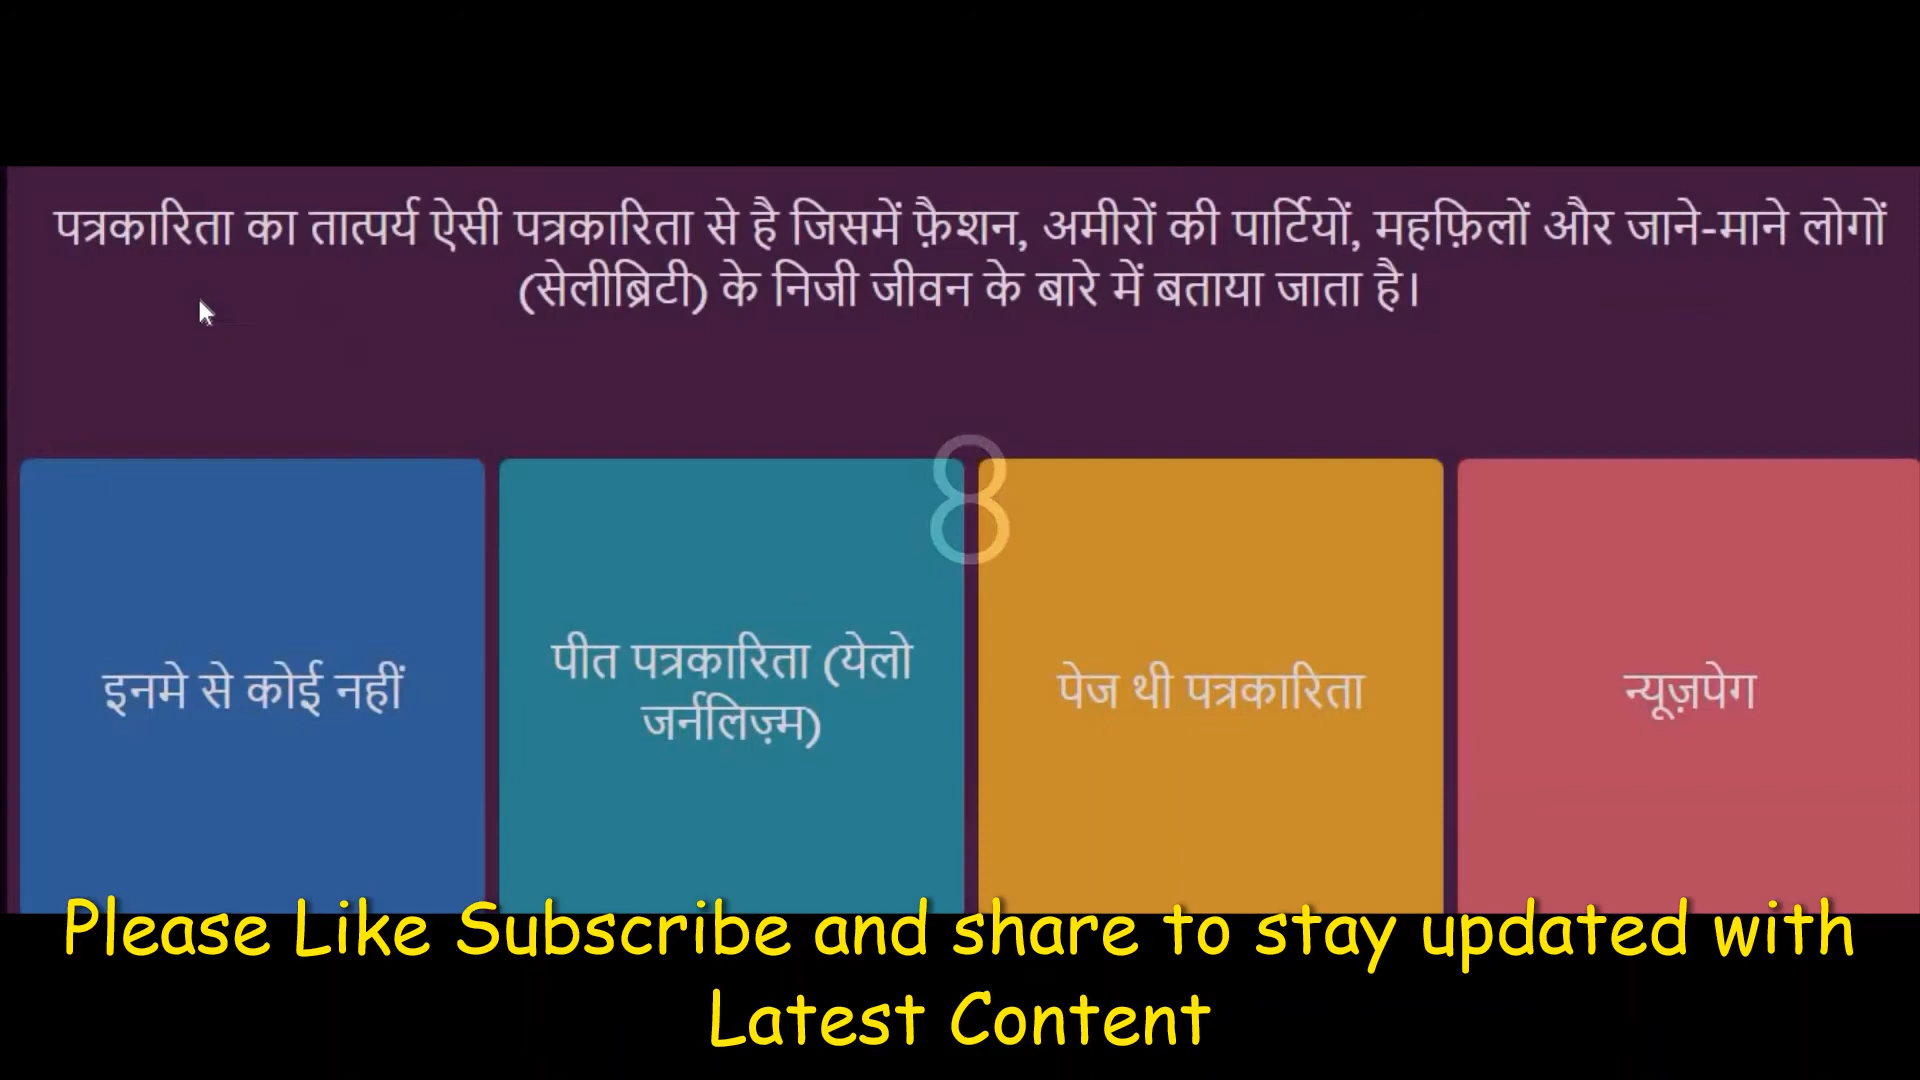 पत्रकारिता का तात्पर्य ऐसी पत्रकारिता से है जिसमें फ़ैशन, अमीरों की पार्टियों, महफ़िलों और जाने-माने लोगों
(सेलीब्रिटी) के निजी जीवन के बारे में बताया जाता है।
8
इनमे से कोई नहीं
पीत पत्रकारिता (येलो
जर्नलिज़्म)
पेज थी पत्रकारिता
न्यूज़पेग
Please Like Subscribe and share to stay updated with
Latest Content